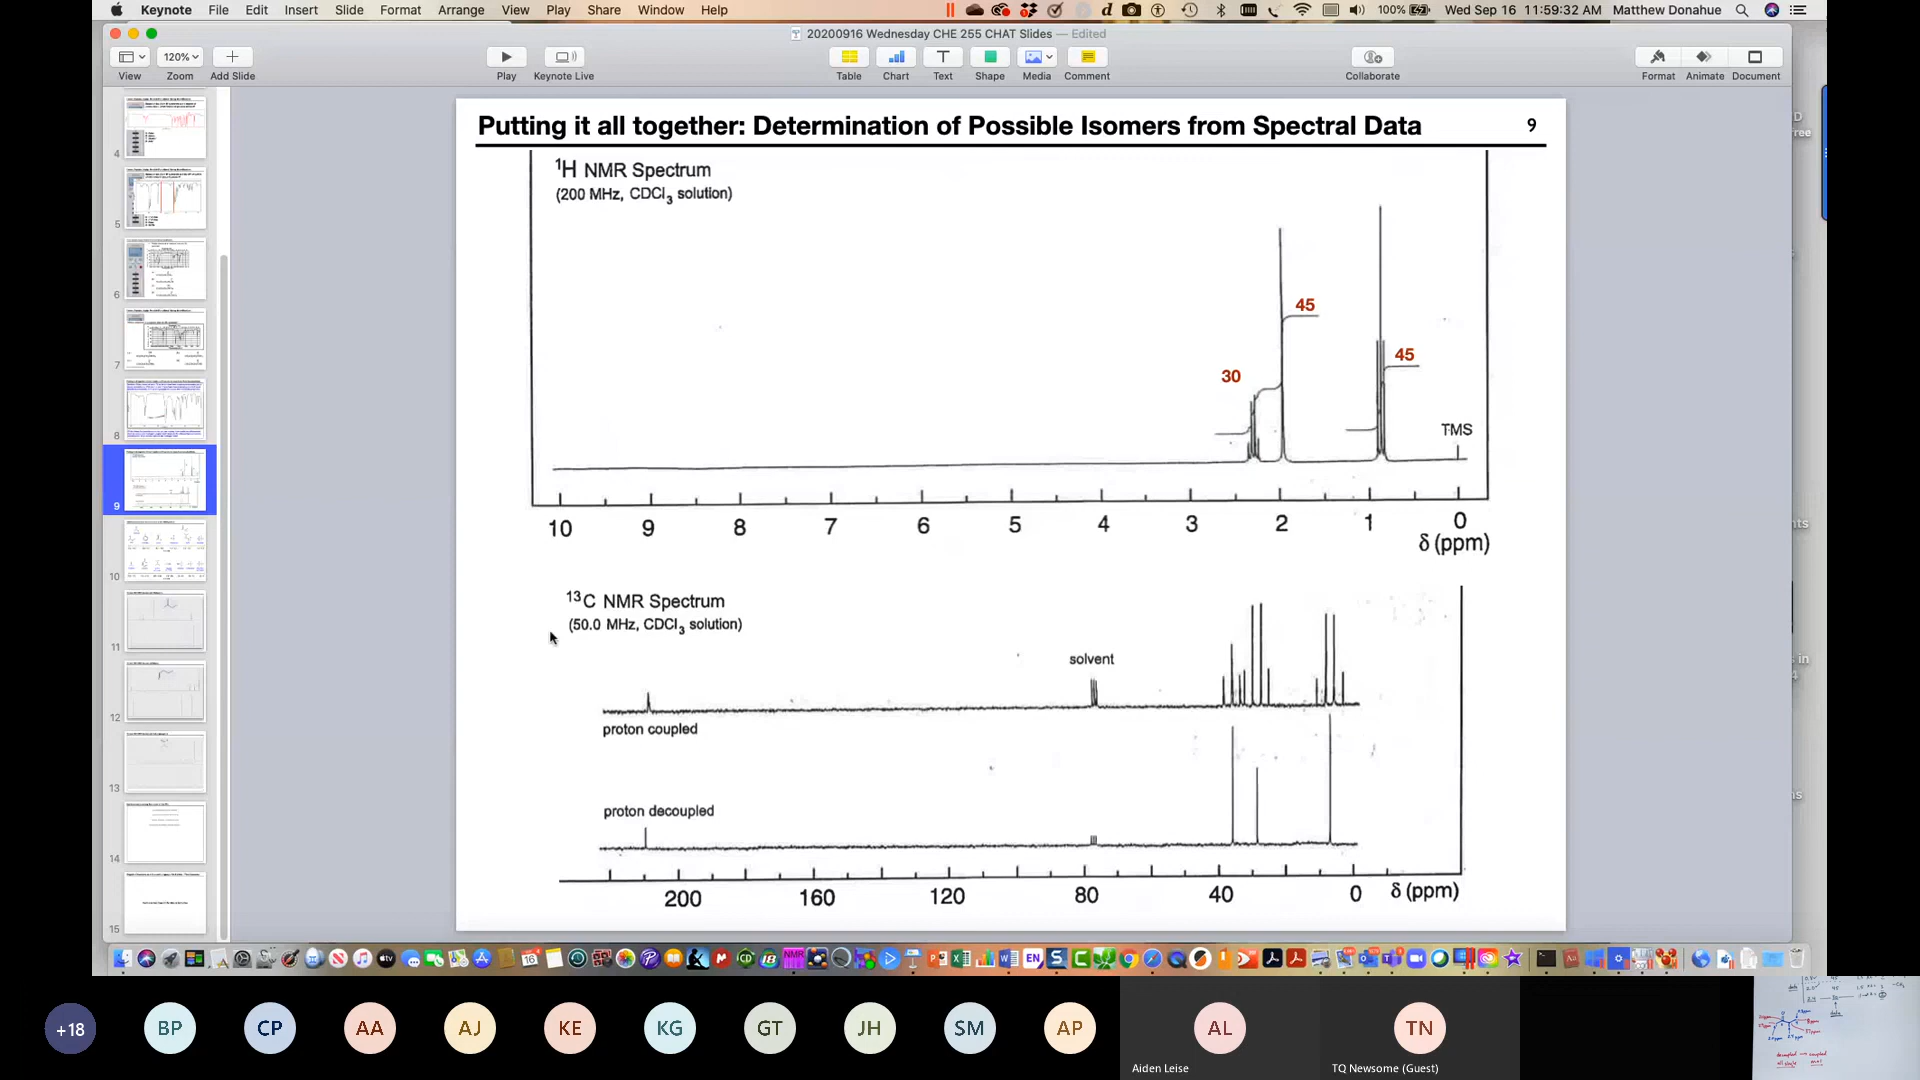 Keynote File Edit Insert Slide Format Arrange View Play Share Window Help 100% Wed Sep 16 11:59:32 AM Matthew Donahue
20200916 Wednesday CHE 255 CHAT Slides — Edited
120%
View Zoom Add Slide Play Keynote Live Table Chart Text Shape Media Comment Collaborate Format Animate Document
Putting it all together: Determination of Possible Isomers from Spectral Data 9
¹H NMR Spectrum
(200 MHz, CDCl₃ solution)
45
45
30
TMS
10 9 8 7 6 5 4 3 2 1 0
δ (ppm)
¹³C NMR Spectrum
(50.0 MHz, CDCl₃ solution)
solvent
proton coupled
proton decoupled
200 160 120 80 40 0 δ (ppm)
4
5
6
7
8
9
10
11
12
13
14
15
+18 BP CP AA AJ KE KG GT JH SM AP AL TN
Aiden Leise TQ Newsome (Guest)